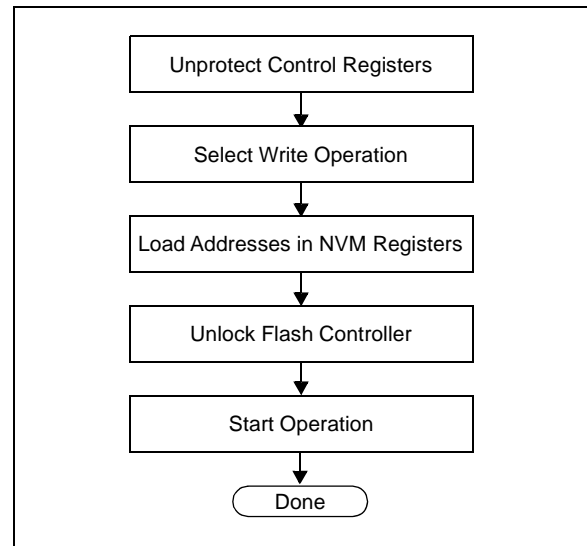 Unprotect Control Registers
Select Write Operation
Load Addresses in NVM Registers
Unlock Flash Controller
Start Operation
Done